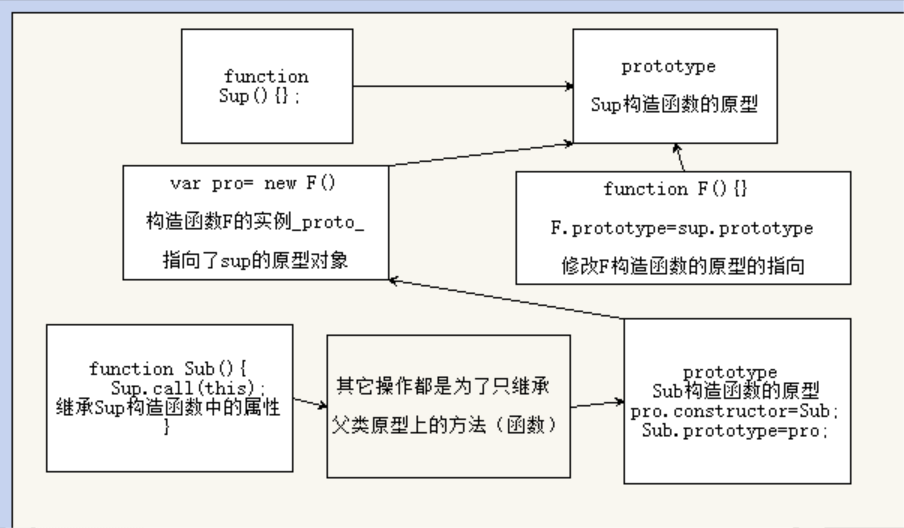 function
Sup(){};
prototype
Sup构造函数的原型
var pro= new F()
构造函数F的实例_proto_
指向了sup的原型对象
function F(){}
F.prototype=sup.prototype
修改F构造函数的原型的指向
function Sub(){
Sup.call(this);
继承Sup构造函数中的属性
}
其它操作都是为了只继承
父类原型上的方法（函数）
prototype
Sub构造函数的原型
pro.constructor=Sub;
Sub.prototype=pro;